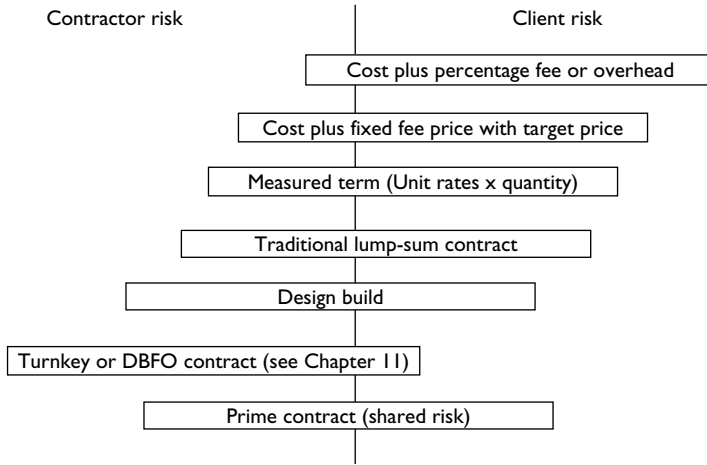 Contractor risk
Client risk
Cost plus percentage fee or overhead
Cost plus fixed fee price with target price
Measured term (Unit rates x quantity)
Traditional lump-sum contract
Design build
Turnkey or DBFO contract (see Chapter 11)
Prime contract (shared risk)